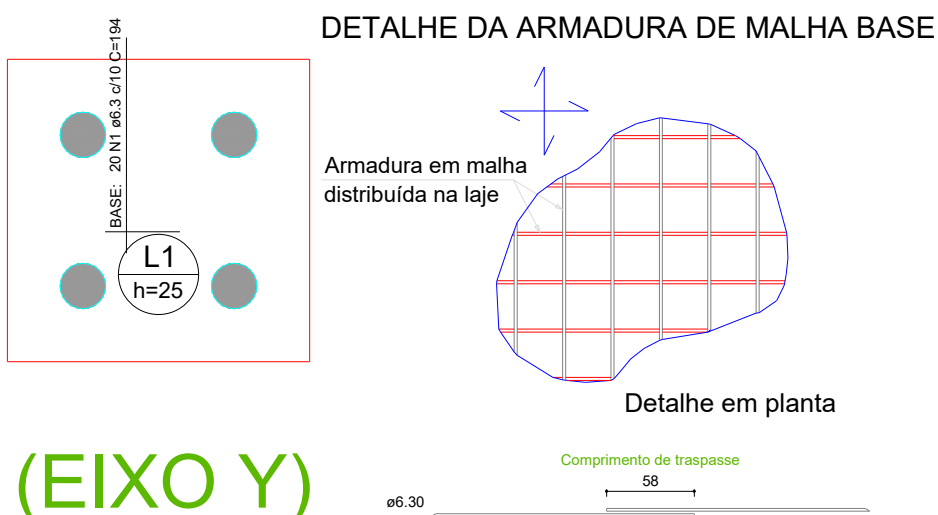 DETALHE DA ARMADURA DE MALHA BASE
BASE: 20 N1 ø6.3 c/10 C=194
L1
h=25
Armadura em malha
distribuída na laje
Detalhe em planta
(EIXO Y)
Comprimento de traspasse
58
ø6.30